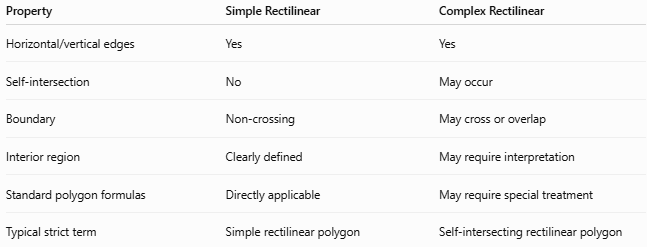 Property Simple Rectilinear Complex Rectilinear
Horizontal/vertical edges Yes Yes
Self-intersection No May occur
Boundary Non-crossing May cross or overlap
Interior region Clearly defined May require interpretation
Standard polygon formulas Directly applicable May require special treatment
Typical strict term Simple rectilinear polygon Self-intersecting rectilinear polygon